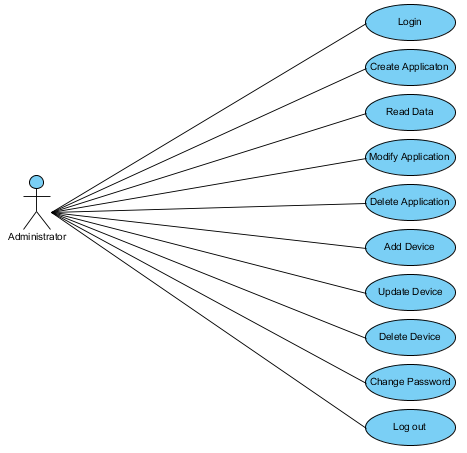 Login
Create Applicaton
Read Data
Modify Application
Delete Application
Administrator
Add Device
Update Device
Delete Device
Change Password
Log out